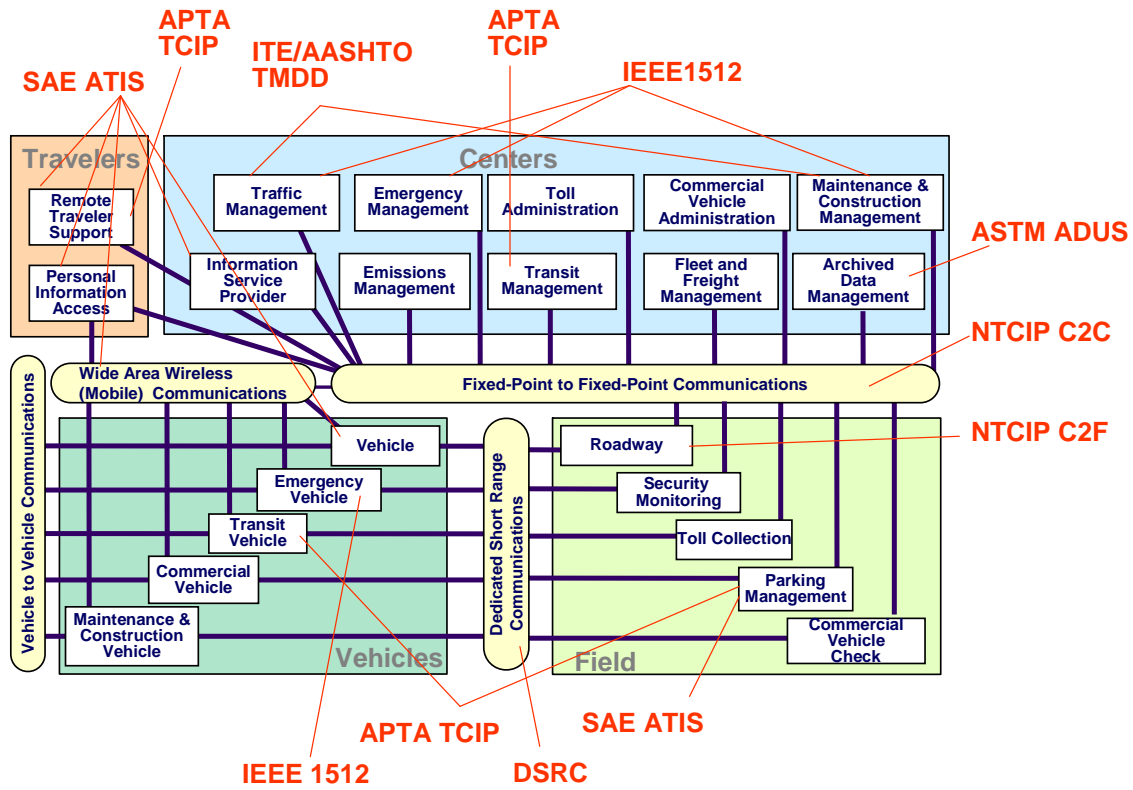 APTA
TCIP
APTA
TCIP
ITE/AASHTO
TMDD
SAE ATIS
IEEE1512
Travelers
Centers
Remote
Traveler
Support
Traffic
Management
Emergency
Management
Toll
Administration
Commercial
Vehicle
Administration
Maintenance &
Construction
Management
ASTM ADUS
Personal
Information
Access
Information
Service
Provider
Emissions
Management
Transit
Management
Fleet and
Freight
Management
Archived
Data
Management
NTCIP C2C
Wide Area Wireless
(Mobile) Communications
Fixed-Point to Fixed-Point Communications
Vehicle to Vehicle Communications
Vehicle
Emergency
Vehicle
Transit
Vehicle
Commercial
Vehicle
Maintenance &
Construction
Vehicle
Vehicles
Dedicated Short Range
Communications
Roadway
NTCIP C2F
Security
Monitoring
Toll Collection
Parking
Management
Commercial
Vehicle
Check
Field
APTA TCIP
SAE ATIS
IEEE 1512
DSRC